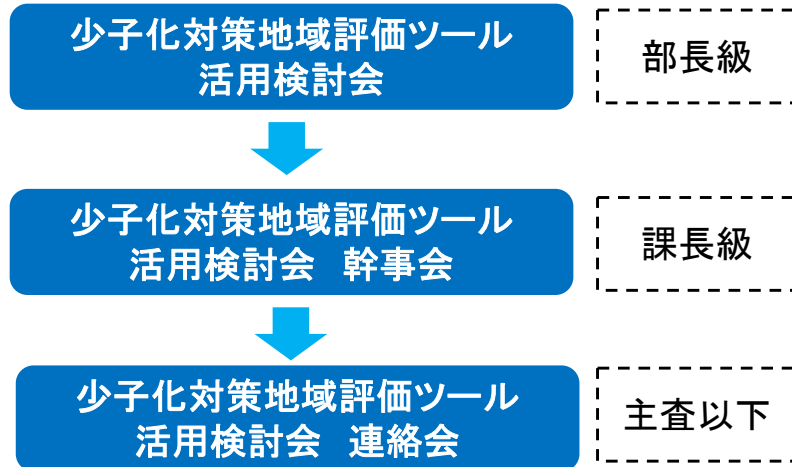 少子化対策地域評価ツール
活用検討会
部長級
少子化対策地域評価ツール
活用検討会　幹事会
課長級
少子化対策地域評価ツール
活用検討会　連絡会
主査以下